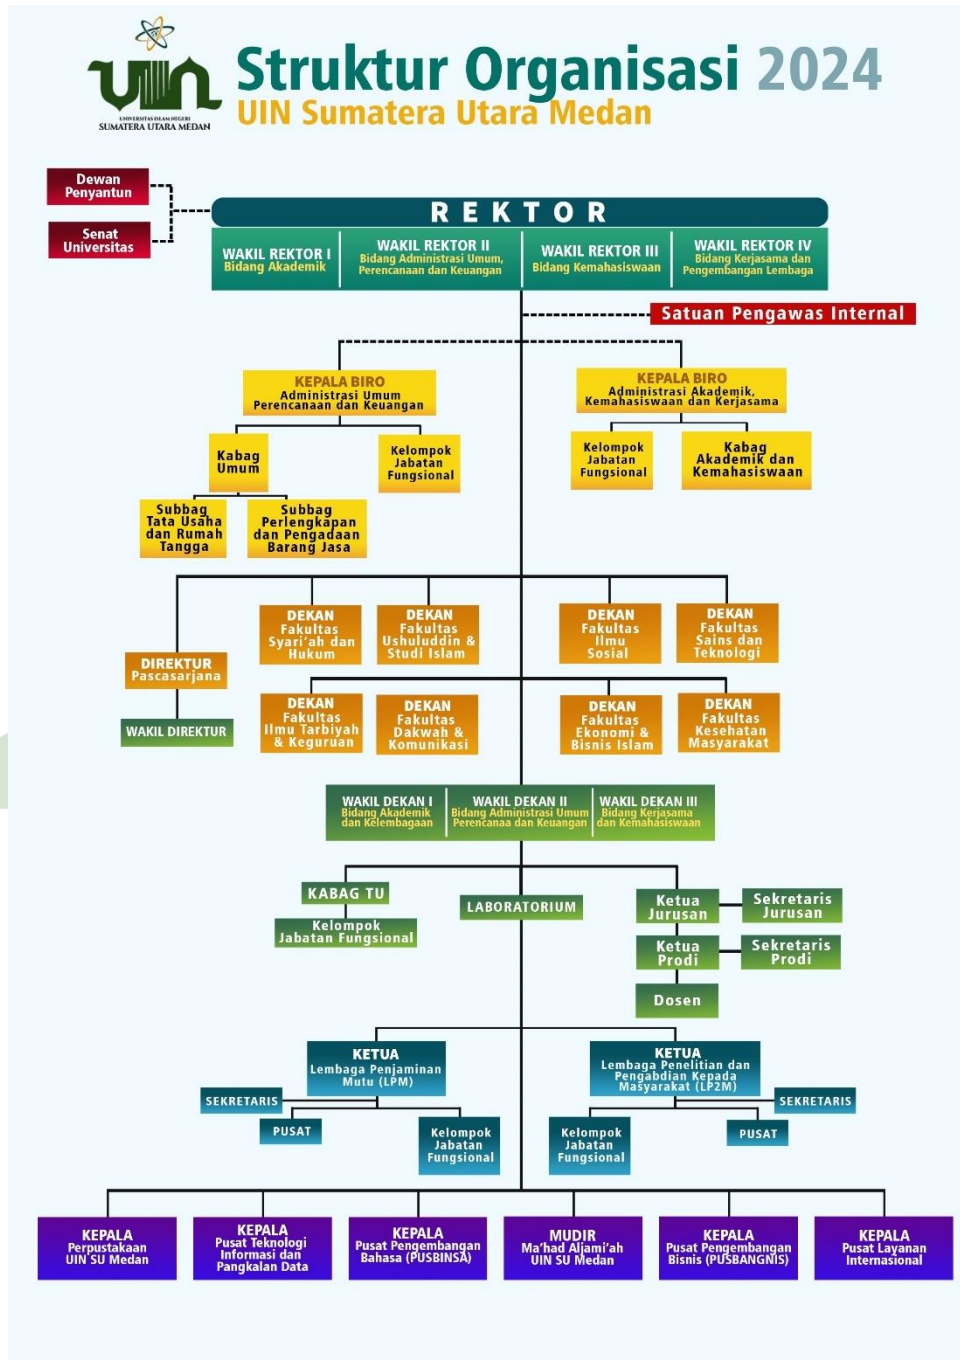 UIN
UNIVERSITAS ISLAM NEGERI
SUMATERA UTARA MEDAN
Struktur Organisasi 2024
UIN Sumatera Utara Medan
Dewan
Penyantun
Senat
Universitas
REKTOR
WAKIL REKTOR I
Bidang Akademik
WAKIL REKTOR II
Bidang Administrasi Umum,
Perencanaan dan Keuangan
WAKIL REKTOR III
Bidang Kemahasiswaan
WAKIL REKTOR IV
Bidang Kerjasama dan
Pengembangan Lembaga
Satuan Pengawas Internal
KEPALA BIRO
Administrasi Umum
Perencanaan dan Keuangan
KEPALA BIRO
Administrasi Akademik,
Kemahasiswaan dan Kerjasama
Kabag
Umum
Kelompok
Jabatan
Fungsional
Kelompok
Jabatan
Fungsional
Kabag
Akademik dan
Kemahasiswaan
Subbag
Tata Usaha
dan Rumah
Tangga
Subbag
Perlengkapan
dan Pengadaan
Barang Jasa
DIREKTUR
Pascasarjana
WAKIL DIREKTUR
DEKAN
Fakultas
Syari'ah dan
Hukum
DEKAN
Fakultas
Ushuluddin &
Studi Islam
DEKAN
Fakultas
Ilmu
Sosial
DEKAN
Fakultas
Sains dan
Teknologi
DEKAN
Fakultas
Ilmu Tarbiyah
& Keguruan
DEKAN
Fakultas
Dakwah &
Komunikasi
DEKAN
Fakultas
Ekonomi &
Bisnis Islam
DEKAN
Fakultas
Kesehatan
Masyarakat
WAKIL DEKAN I
Bidang Akademik
dan Kelembagaan
WAKIL DEKAN II
Bidang Administrasi Umum
Perencanaa dan Keuangan
WAKIL DEKAN III
Bidang Kerjasama
dan Kemahasiswaan
KABAG TU
Kelompok
Jabatan Fungsional
LABORATORIUM
Ketua
Jurusan
Sekretaris
Jurusan
Ketua
Prodi
Sekretaris
Prodi
Dosen
KETUA
Lembaga Penjaminan
Mutu (LPM)
SEKRETARIS
PUSAT
Kelompok
Jabatan
Fungsional
KETUA
Lembaga Penelitian dan
Pengabdian Kepada
Masyarakat (LP2M)
Kelompok
Jabatan
Fungsional
SEKRETARIS
PUSAT
KEPALA
Perpustakaan
UIN SU Medan
KEPALA
Pusat Teknologi
Informasi dan
Pangkalan Data
KEPALA
Pusat Pengembangan
Bahasa (PUSBINSA)
MUDIR
Ma'had Aljami'ah
UIN SU Medan
KEPALA
Pusat Pengembangan
Bisnis (PUSBANGNIS)
KEPALA
Pusat Layanan
Internasional